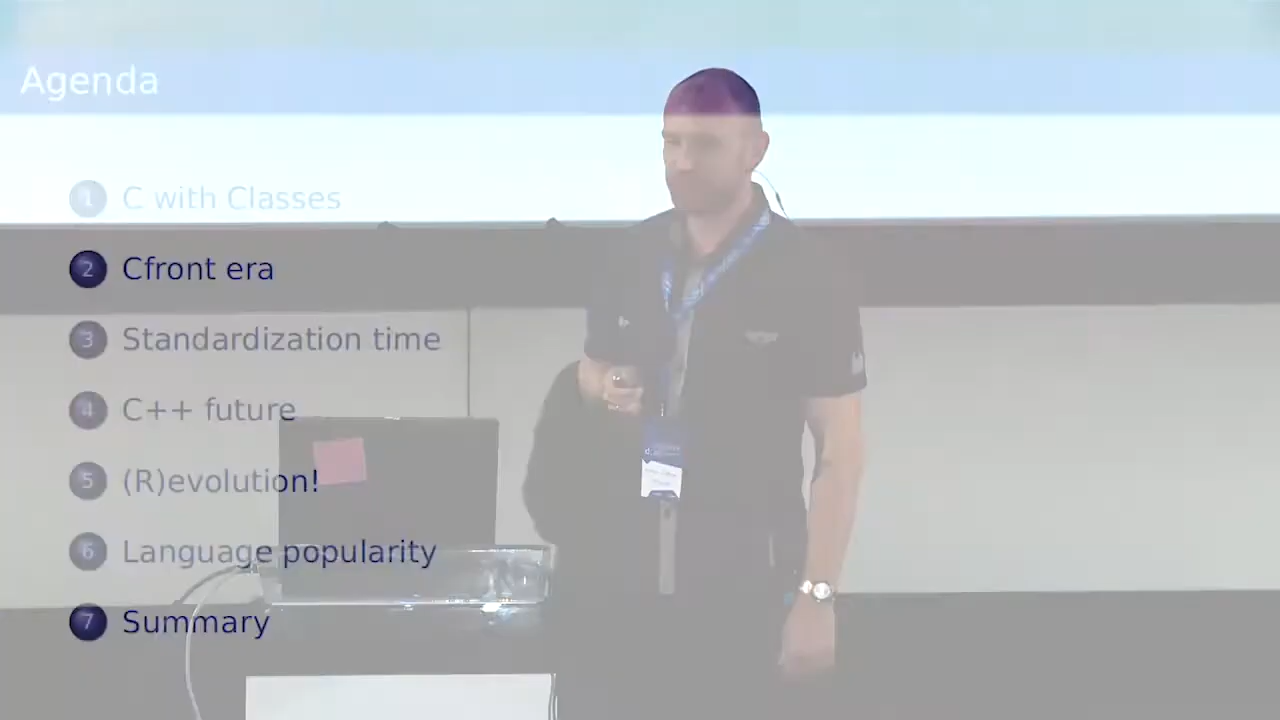 Agenda
1 C with Classes
2 Cfront era
3 Standardization time
4 C++ future
5 (R)evolution!
6 Language popularity
7 Summary